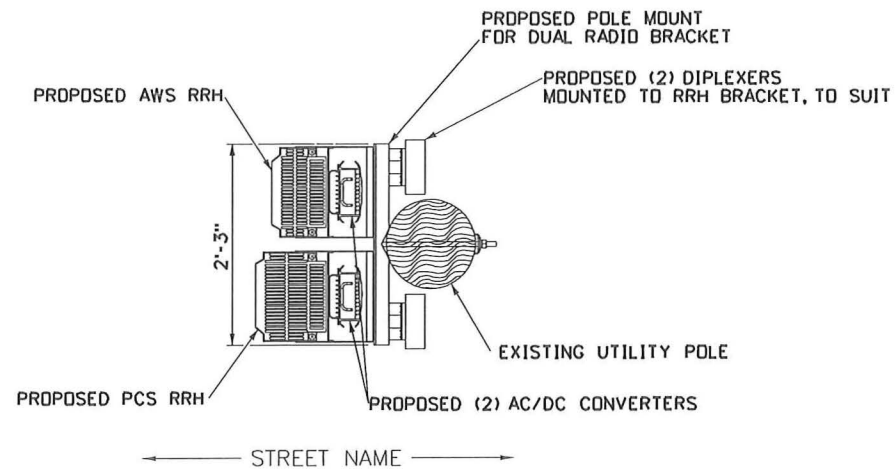 PROPOSED POLE MOUNT
FOR DUAL RADIO BRACKET
PROPOSED (2) DIPLEXERS
MOUNTED TO RRH BRACKET, TO SUIT
PROPOSED AWS RRH
2'-3"
EXISTING UTILITY POLE
PROPOSED PCS RRH
PROPOSED (2) AC/DC CONVERTERS
STREET NAME